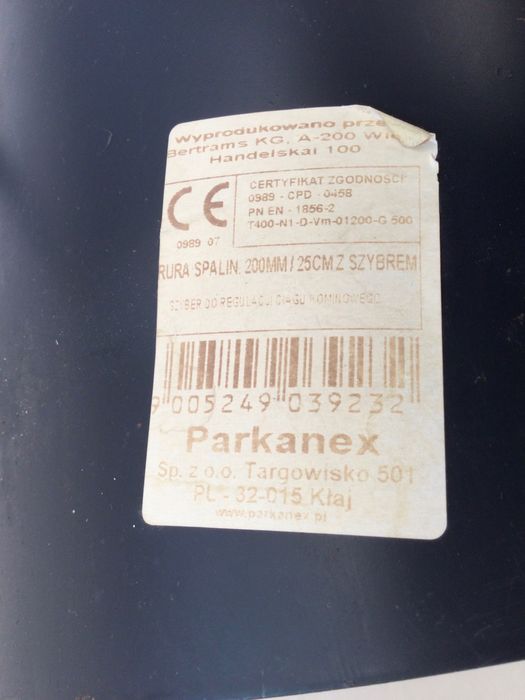 Wyprodukowano prze
Bertrams KG, A-200 Wie
Handelskai 100
CE
0989 07
CERTYFIKAT ZGODNOŚCI
0989 - CPD - 0458
PN EN - 1856-2
T400-N1-D-Vm-01200-G 500
RURA SPALIN. 200MM / 25CM Z SZYBREM
SZYBER DO REGULACJI CIĄGU KOMINOWEGO
9 005249 039232
Parkanex
Sp. z o.o. Targowisko 501
PL - 32-015 Kłaj
www.parkanex.pl